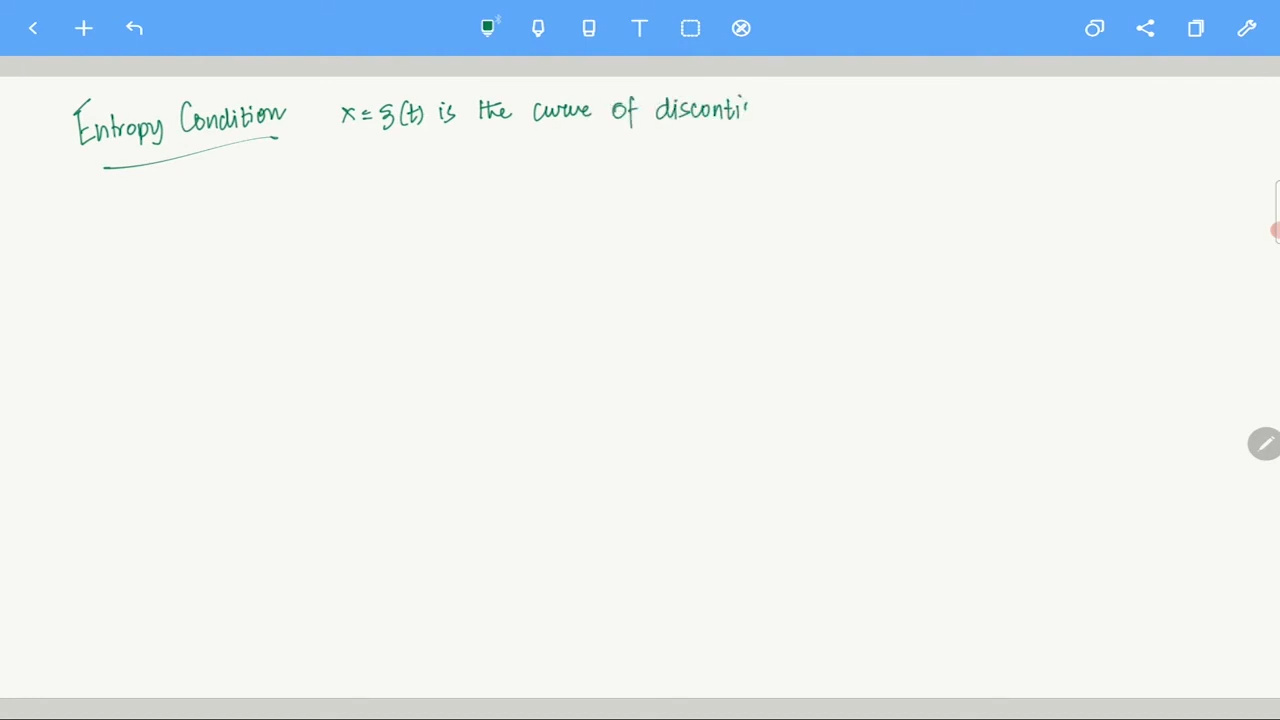 Entropy Condition x = ξ(t) is the curve of disconti